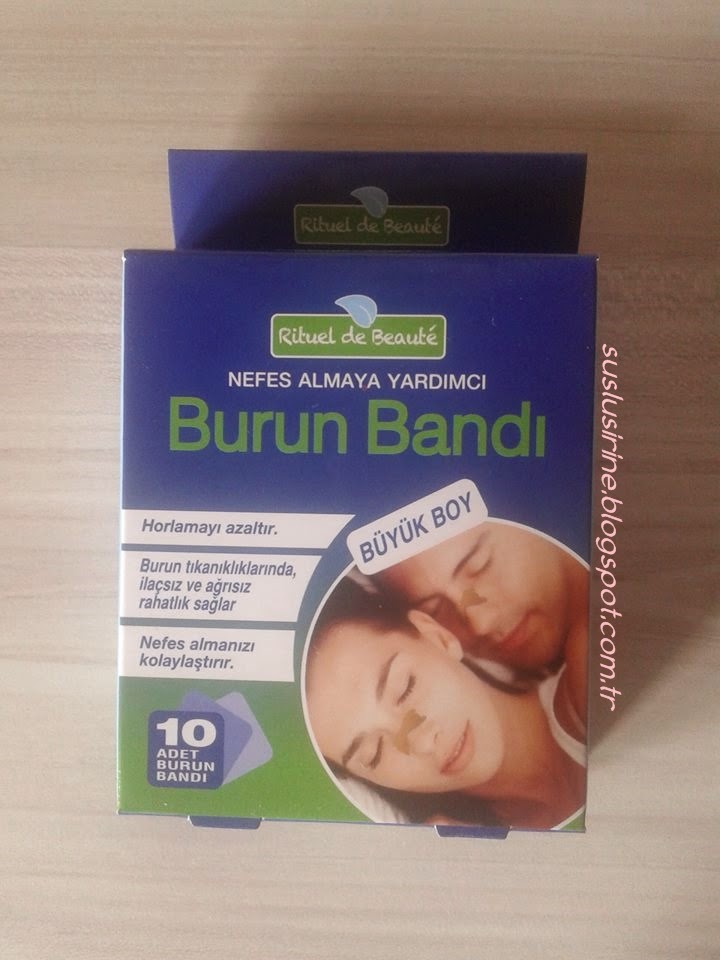 Rituel de Beauté
Rituel de Beauté
NEFES ALMAYA YARDIMCI
Burun Bandı
BÜYÜK BOY
Horlamayı azaltır.
Burun tıkanıklıklarında,
ilaçsız ve ağrısız
rahatlık sağlar
Nefes almanızı
kolaylaştırır.
10
ADET
BURUN
BANDI
suslusirine.blogspot.com.tr